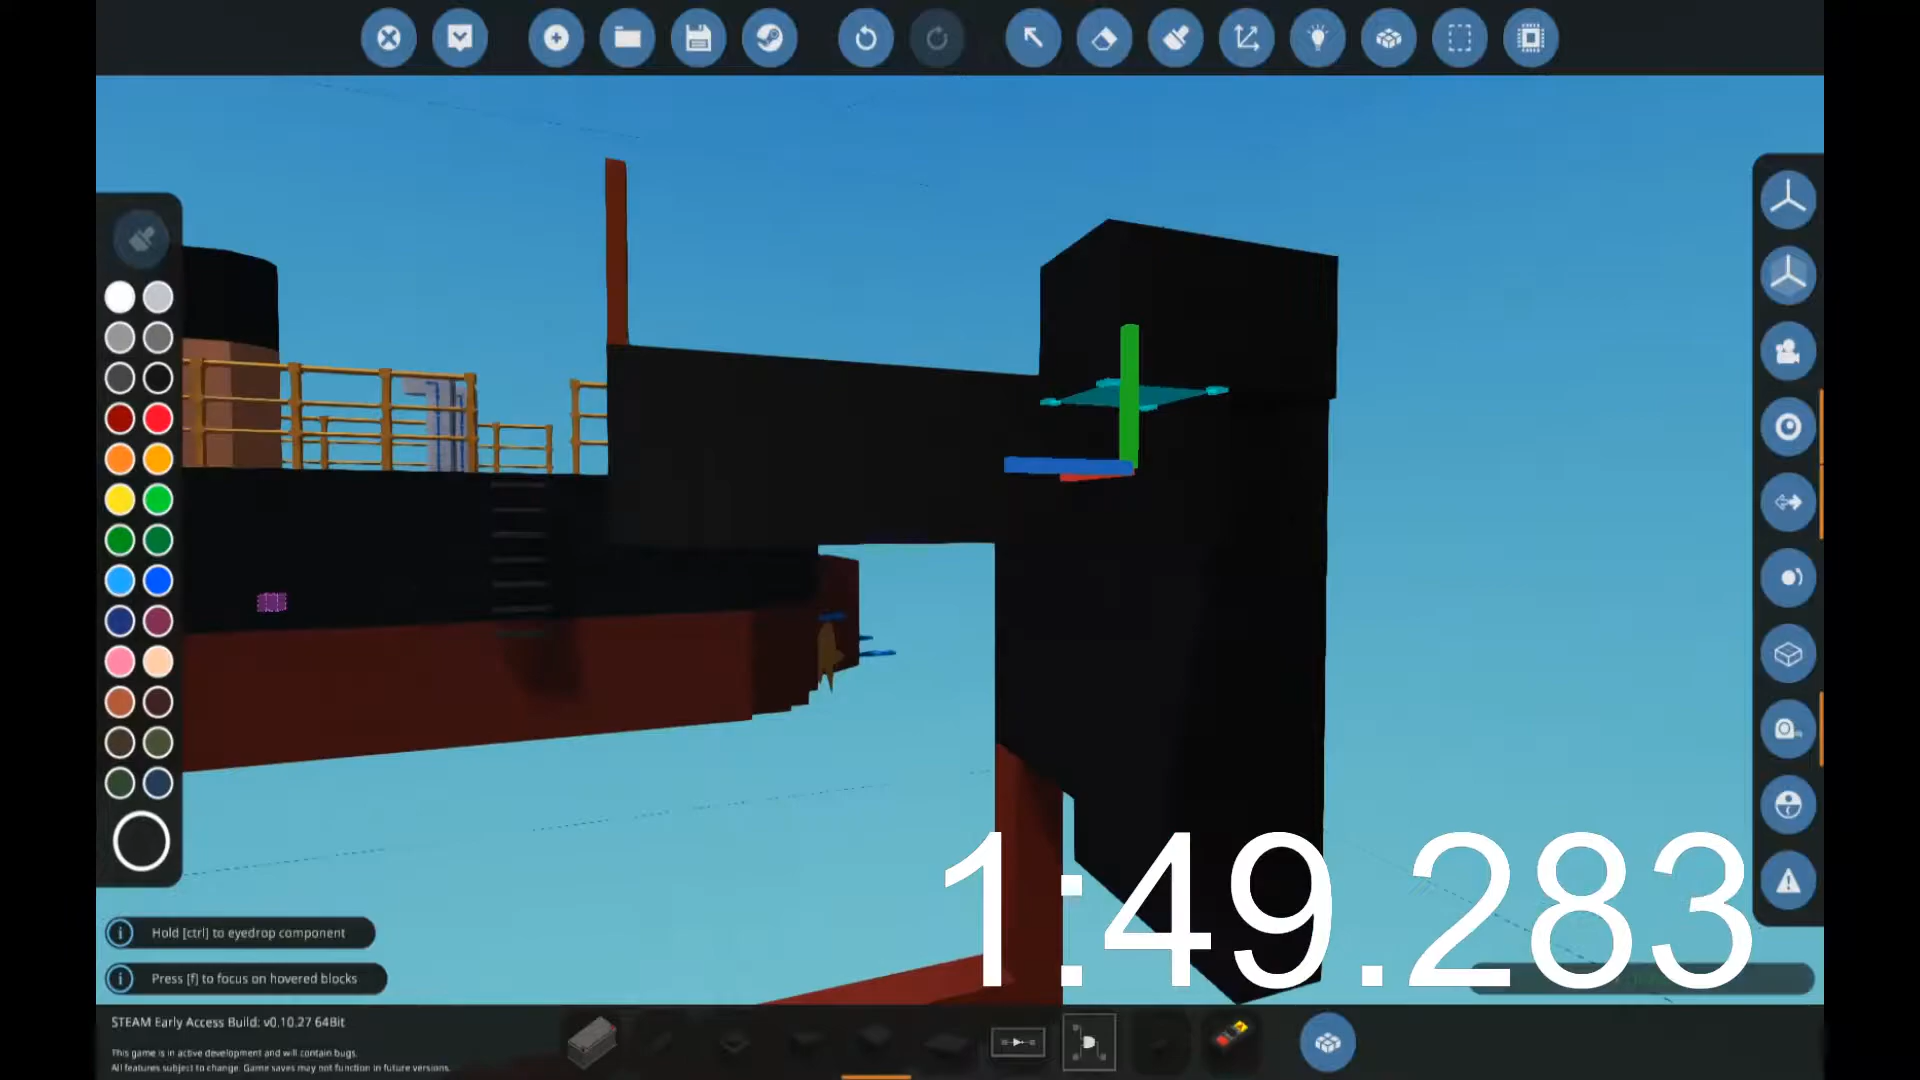 1:49.283
Hold [ctrl] to eyedrop component
Press [f] to focus on hovered blocks
STEAM Early Access Build: v0.10.27 64Bit
This game is in active development and will contain bugs.
All features subject to change. Game saves may not function in future versions.